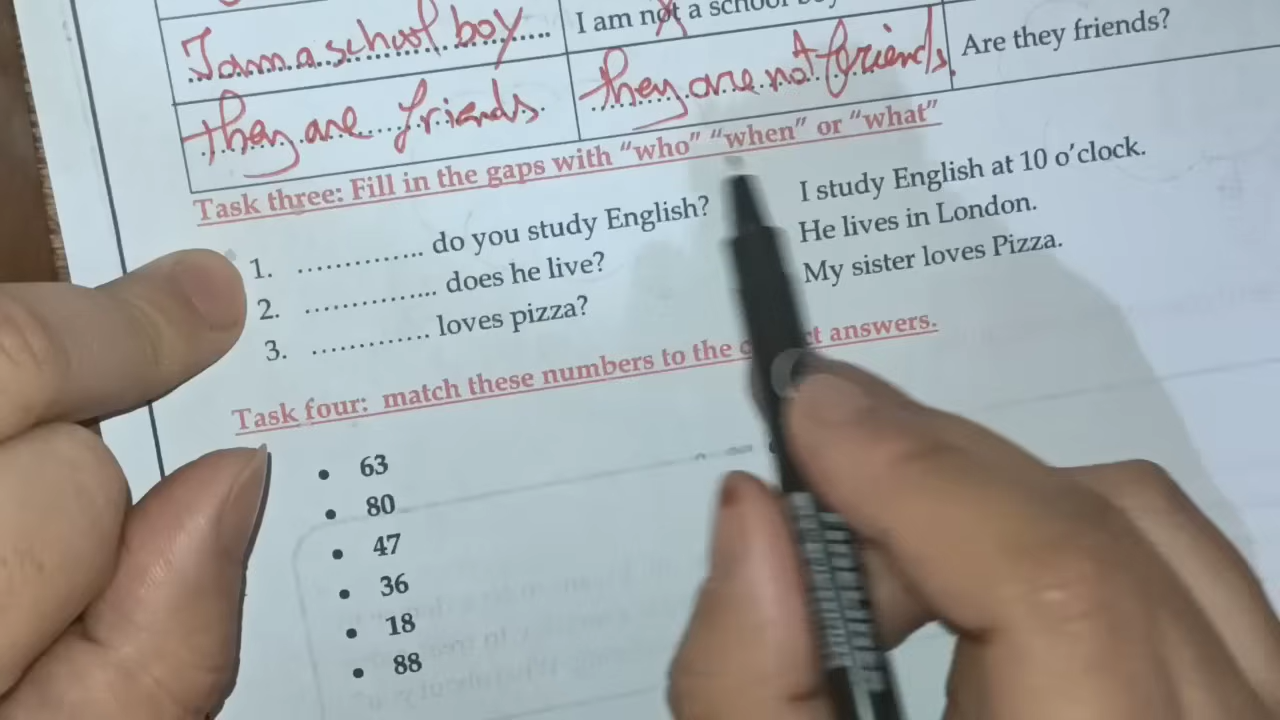 I am a school boy
I am not a school
they are friends
they are not friends.
Are they friends?
Task three: Fill in the gaps with “who” “when” or “what”
1. .............. do you study English? I study English at 10 o’clock.
2. .............. does he live? He lives in London.
3. .............. loves pizza? My sister loves Pizza.
Task four: match these numbers to the answers.
• 63
• 80
• 47
• 36
• 18
• 88